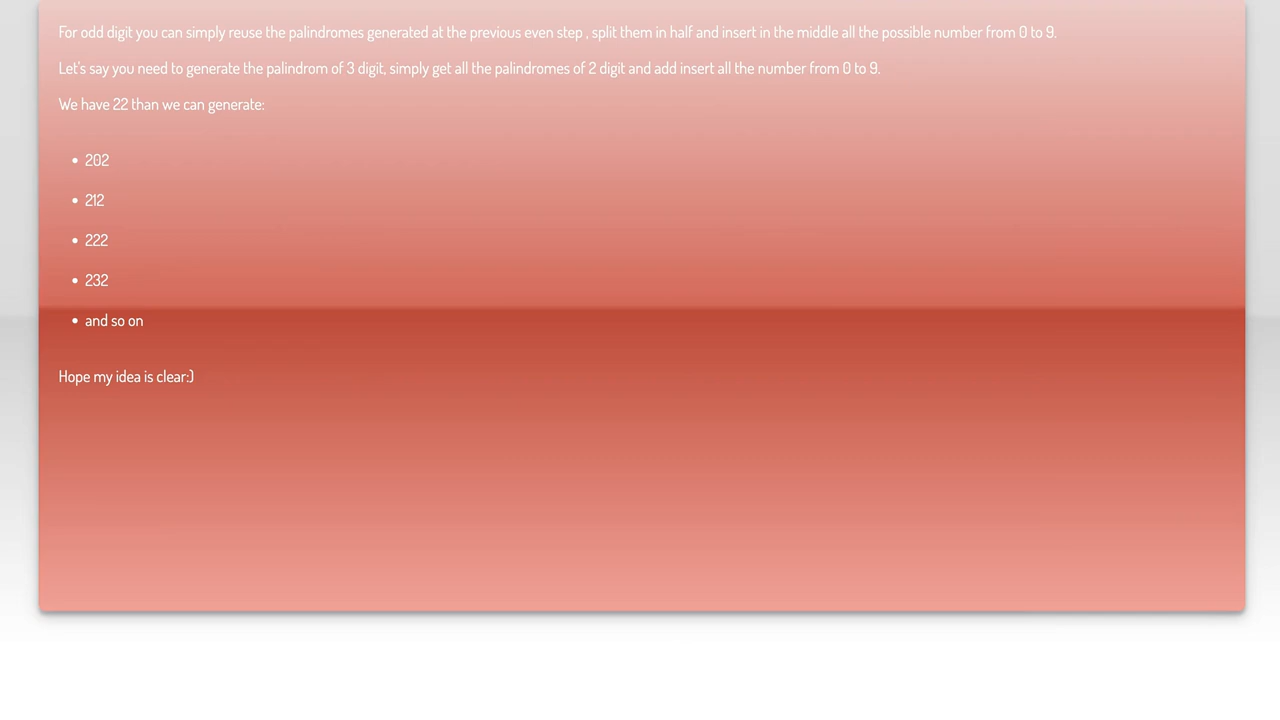 For odd digit you can simply reuse the palindromes generated at the previous even step , split them in half and insert in the middle all the possible number from 0 to 9.
Let's say you need to generate the palindrom of 3 digit, simply get all the palindromes of 2 digit and add insert all the number from 0 to 9.
We have 22 than we can generate:
• 202
• 212
• 222
• 232
• and so on
Hope my idea is clear:)